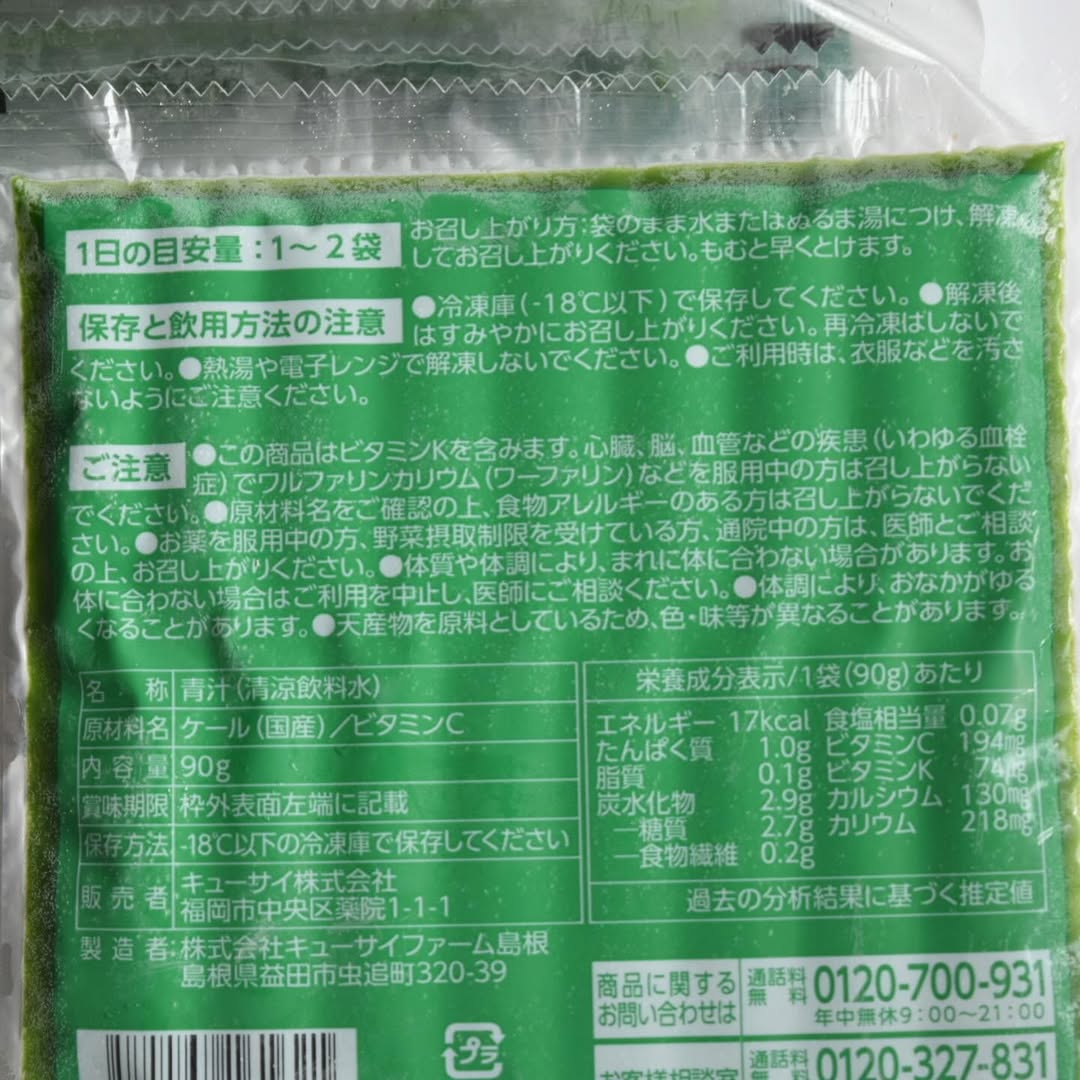 1日の目安量：1〜2袋
お召し上がり方：袋のまま水またはぬるま湯につけ、解凍
してお召し上がりください。もむと早くとけます。
保存と飲用方法の注意
●冷凍庫（-18℃以下）で保存してください。●解凍後
はすみやかにお召し上がりください。再冷凍はしないで
ください。●熱湯や電子レンジで解凍しないでください。●ご利用時は、衣服などを汚さ
ないようにご注意ください。
ご注意
●この商品はビタミンKを含みます。心臓、脳、血管などの疾患（いわゆる血栓
症）でワルファリンカリウム（ワーファリン）などを服用中の方は召し上がらない
でください。●原材料名をご確認の上、食物アレルギーのある方は召し上がらないでくだ
さい。●お薬を服用中の方、野菜摂取制限を受けている方、通院中の方は、医師とご相談
の上、お召し上がりください。●体質や体調により、まれに体に合わない場合があります。お
体に合わない場合はご利用を中止し、医師にご相談ください。●体調により、おなかがゆる
くなることがあります。●天産物を原料としているため、色・味等が異なることがあります。
名称 青汁（清涼飲料水）
原材料名 ケール（国産）／ビタミンC
内容量 90g
賞味期限 枠外表面左端に記載
保存方法 -18℃以下の冷凍庫で保存してください
販売者 キューサイ株式会社
福岡市中央区薬院1-1-1
製造者：株式会社キューサイファーム島根
島根県益田市虫追町320-39
栄養成分表示/1袋（90g）あたり
エネルギー 17kcal 食塩相当量 0.07g
たんぱく質 1.0g ビタミンC 194mg
脂質 0.1g ビタミンK 74μg
炭水化物 2.9g カルシウム 130mg
―糖質 2.7g カリウム 218mg
―食物繊維 0.2g
過去の分析結果に基づく推定値
商品に関する
お問い合わせは
通話料
無料
0120-700-931
年中無休9：00〜21：00
お客様相談室
通話料
無料
0120-327-831
プラ